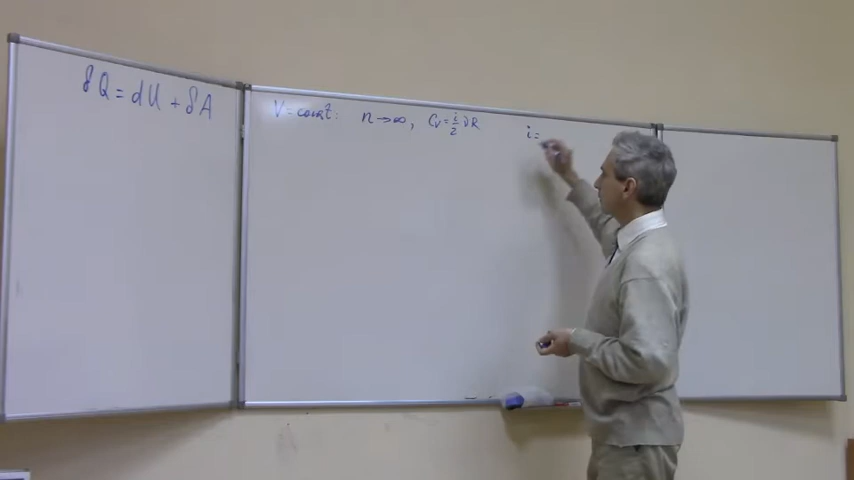 δQ = dU + δA
V = const: n→∞, Cv = i/2 νR i =